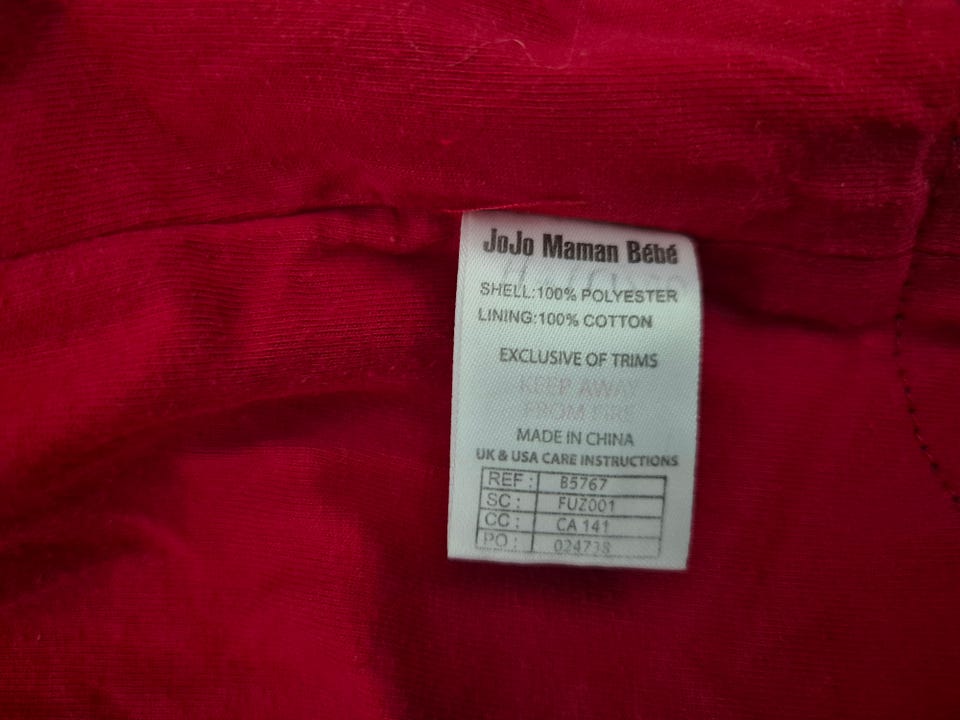 JoJo Maman Bébé
SHELL:100% POLYESTER
LINING:100% COTTON
EXCLUSIVE OF TRIMS
KEEP AWAY
FROM FIRE
MADE IN CHINA
UK & USA CARE INSTRUCTIONS
REF : B5767
SC : FUZ001
CC : CA 141
PO : 024738